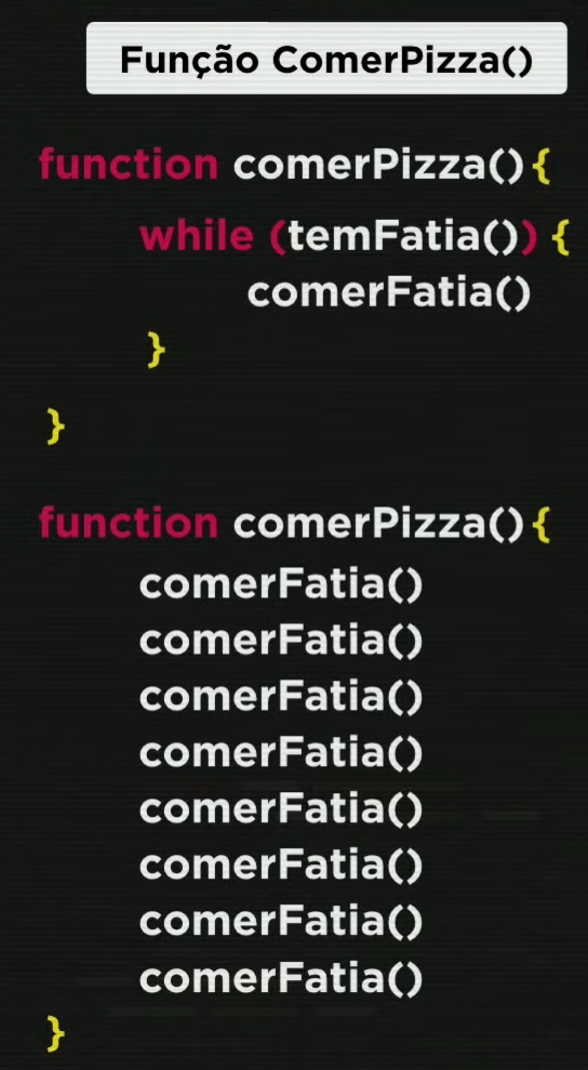 Função ComerPizza()
function comerPizza(){
while (temFatia()) {
comerFatia()
}
}
function comerPizza(){
comerFatia()
comerFatia()
comerFatia()
comerFatia()
comerFatia()
comerFatia()
comerFatia()
comerFatia()
}